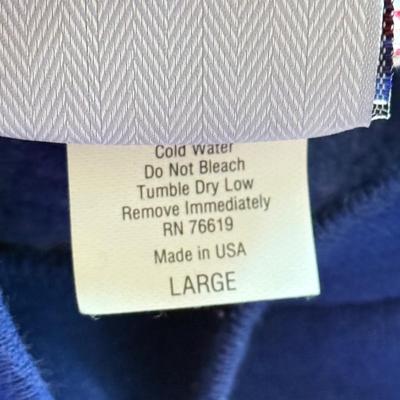 Cold Water
Do Not Bleach
Tumble Dry Low
Remove Immediately
RN 76619
Made in USA
LARGE